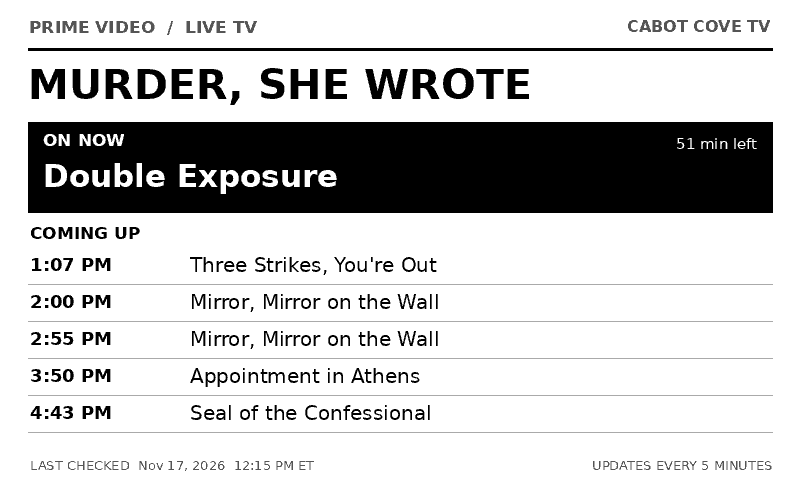 PRIME VIDEO / LIVE TV
CABOT COVE TV
MURDER, SHE WROTE
ON NOW
51 min left
Double Exposure
COMING UP
1:07 PM Three Strikes, You're Out
2:00 PM Mirror, Mirror on the Wall
2:55 PM Mirror, Mirror on the Wall
3:50 PM Appointment in Athens
4:43 PM Seal of the Confessional
LAST CHECKED Nov 17, 2026 12:15 PM ET
UPDATES EVERY 5 MINUTES